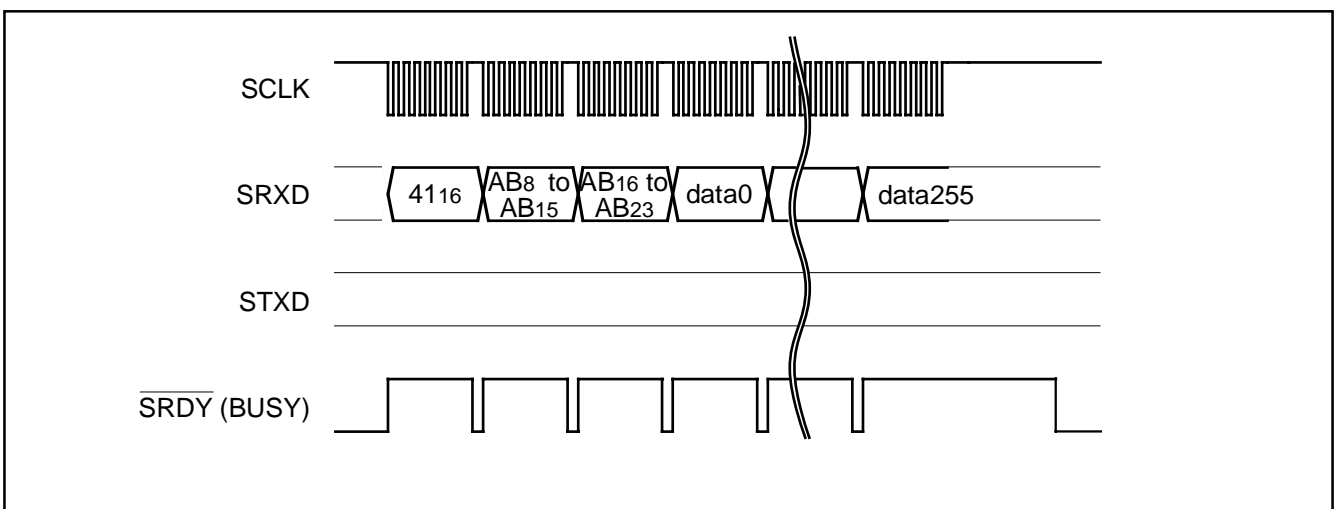 SCLK
SRXD
4116
AB8 to
AB15
AB16 to
AB23
data0
data255
STXD
SRDY (BUSY)